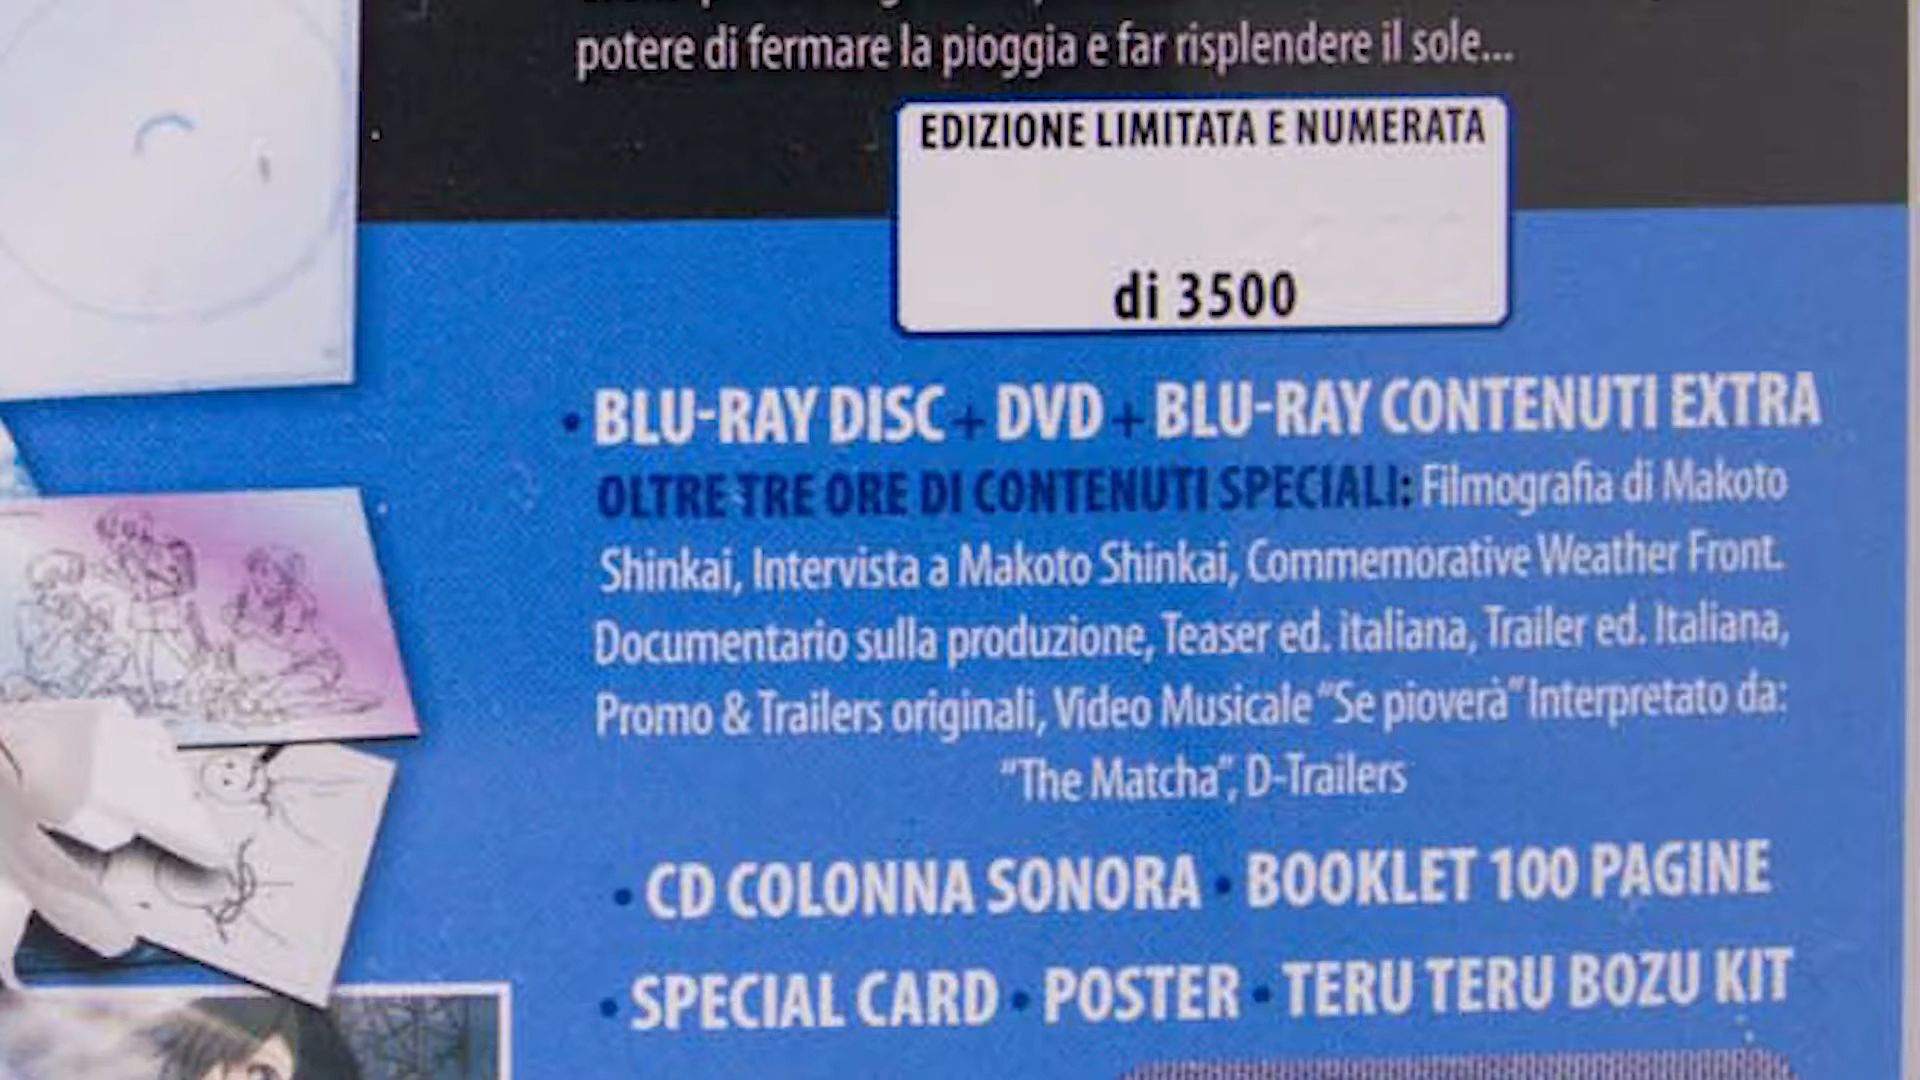 potere di fermare la pioggia e far risplendere il sole...
EDIZIONE LIMITATA E NUMERATA
di 3500
• BLU-RAY DISC + DVD + BLU-RAY CONTENUTI EXTRA
OLTRE TRE ORE DI CONTENUTI SPECIALI: Filmografia di Makoto
Shinkai, Intervista a Makoto Shinkai, Commemorative Weather Front.
Documentario sulla produzione, Teaser ed. italiana, Trailer ed. Italiana,
Promo & Trailers originali, Video Musicale “Se pioverà” Interpretato da:
“The Matcha”, D-Trailers
• CD COLONNA SONORA • BOOKLET 100 PAGINE
• SPECIAL CARD • POSTER • TERU TERU BOZU KIT